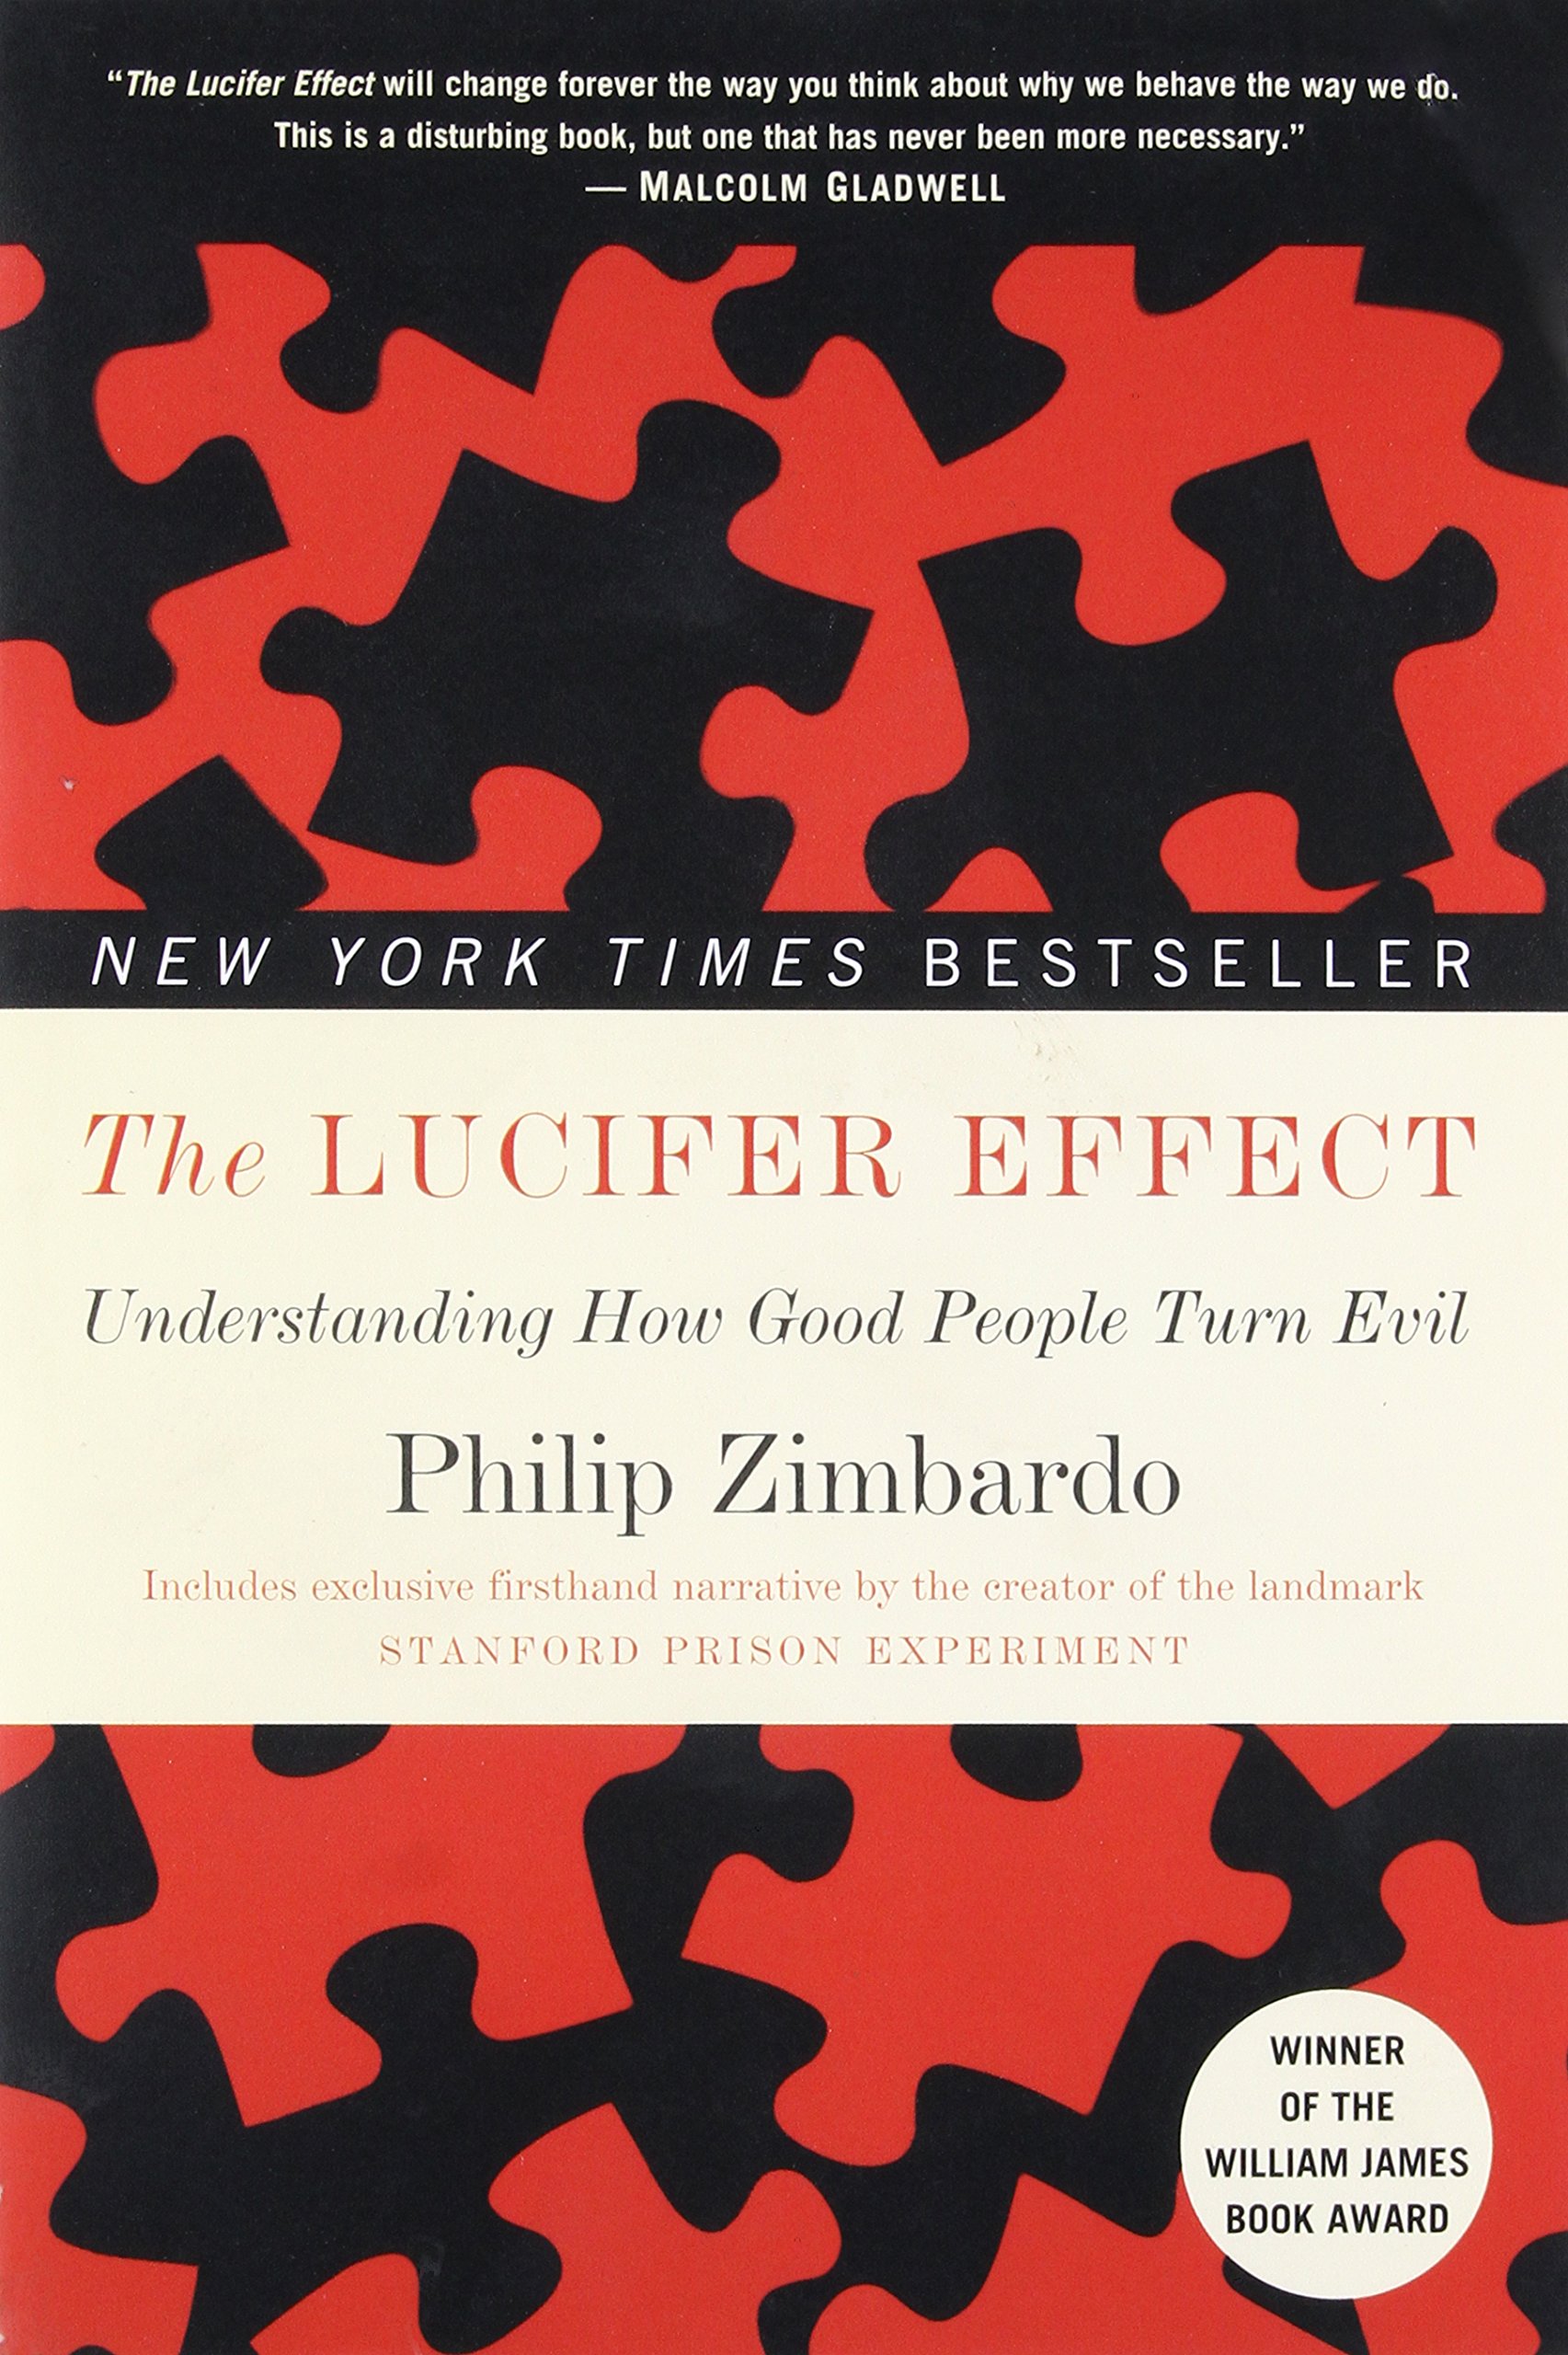 “The Lucifer Effect will change forever the way you think about why we behave the way we do.
This is a disturbing book, but one that has never been more necessary.”
— MALCOLM GLADWELL
NEW YORK TIMES BESTSELLER
The LUCIFER EFFECT
Understanding How Good People Turn Evil
Philip Zimbardo
Includes exclusive firsthand narrative by the creator of the landmark
STANFORD PRISON EXPERIMENT
WINNER
OF THE
WILLIAM JAMES
BOOK AWARD